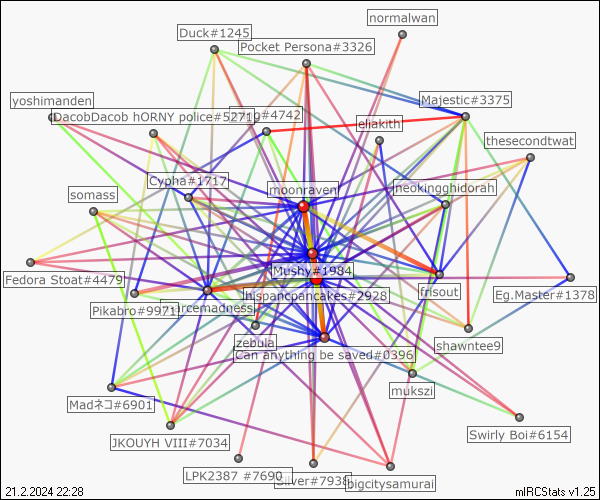 normalwan
Duck#1245
Pocket Persona#3326
yoshimanden
Majestic#3375
DacobDacob hORNY police#52719
#4742
eliakith
thesecondtwat
Cypha#1717
moonraven
neokingghidorah
somass
Mushy#1984
Fedora Stoat#4479
hispancpancakes#2928
frisout
Eg.Master#1378
Pikabro#9971
rcemadness
zebula
shawntee9
Can anything be saved#0396
mukszi
Madネコ#6901
JKOUYH VIII#7034
Swirly Boi#6154
LPK2387 #7690
Silver#7938
bigcitysamurai
21.2.2024 22:28
mIRCStats v1.25